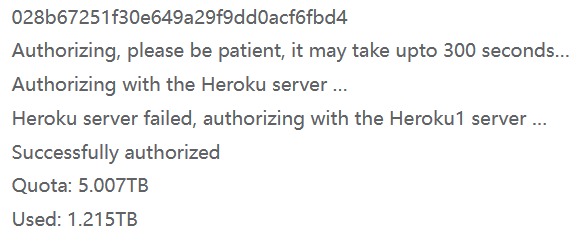 028b67251f30e649a29f9dd0acf6fbd4
Authorizing, please be patient, it may take upto 300 seconds...
Authorizing with the Heroku server ...
Heroku server failed, authorizing with the Heroku1 server ...
Successfully authorized
Quota: 5.007TB
Used: 1.215TB